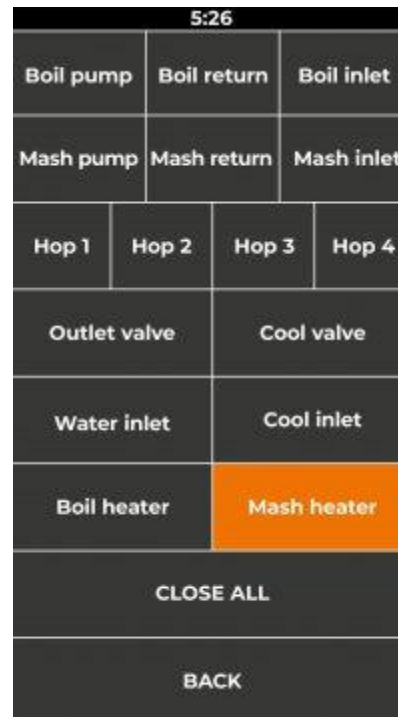 5:26
Boil pump Boil return Boil inlet
Mash pump Mash return Mash inlet
Hop 1 Hop 2 Hop 3 Hop 4
Outlet valve Cool valve
Water inlet Cool inlet
Boil heater Mash heater
CLOSE ALL
BACK